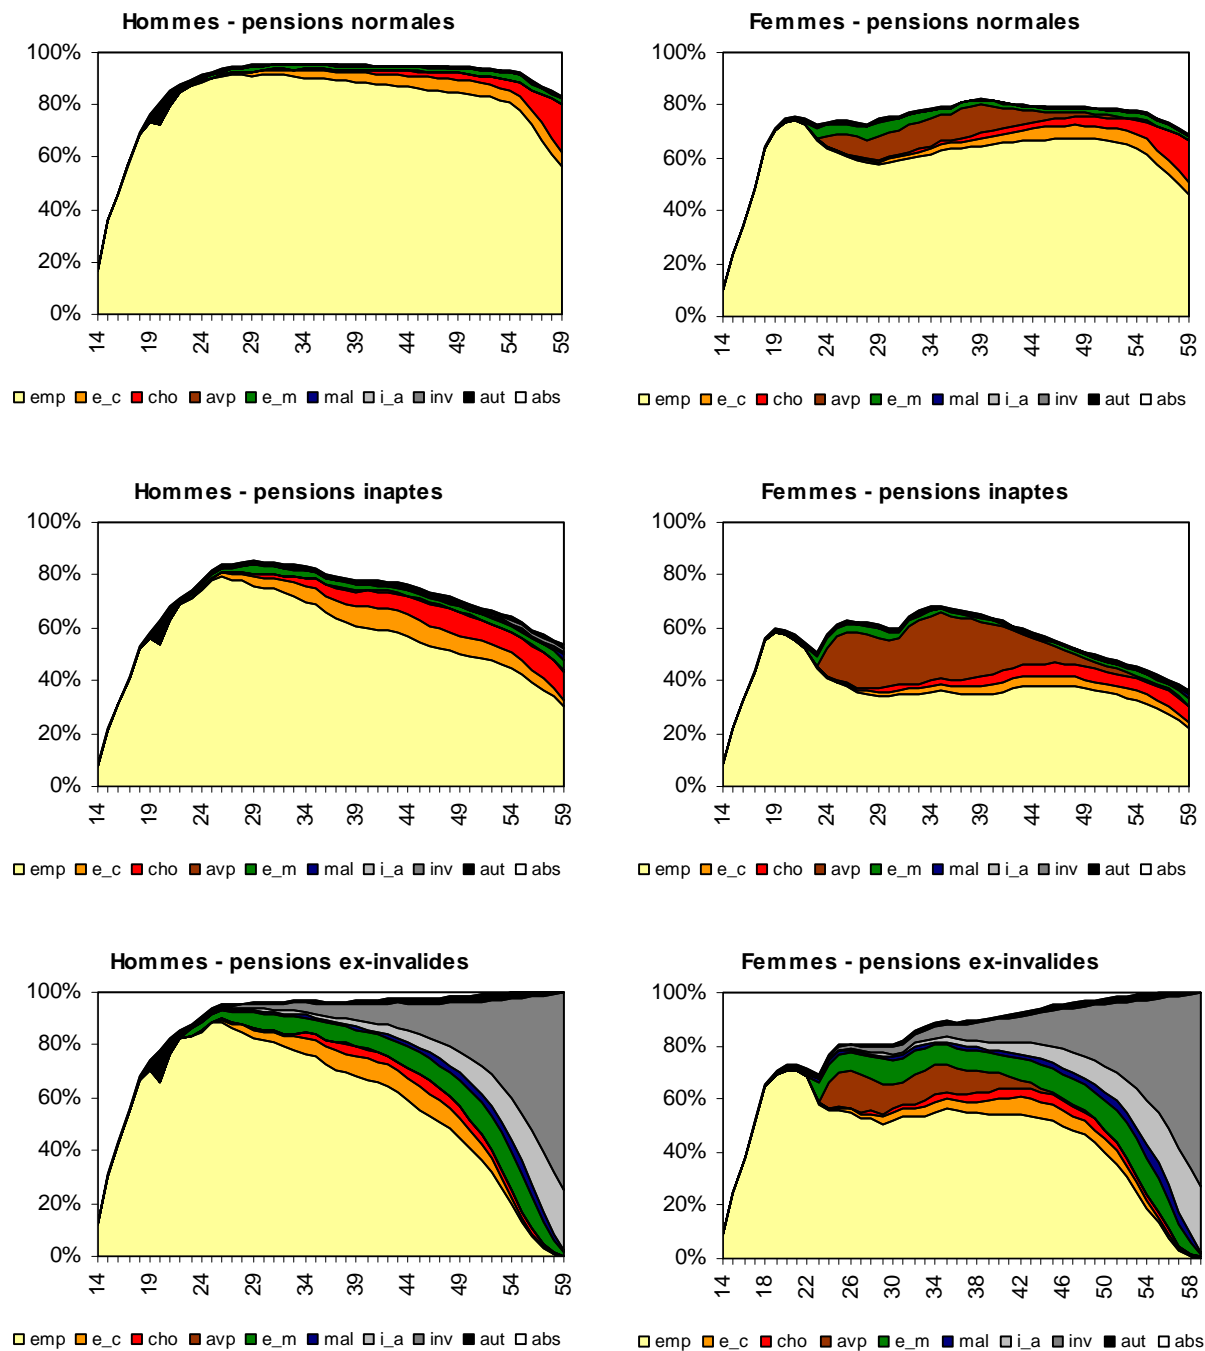 Hommes - pensions normales
100%
80%
60%
40%
20%
0%
14 19 24 29 34 39 44 49 54 59
emp e_c cho avp e_m mal i_a inv aut abs
Femmes - pensions normales
100%
80%
60%
40%
20%
0%
14 19 24 29 34 39 44 49 54 59
emp e_c cho avp e_m mal i_a inv aut abs
Hommes - pensions inaptes
100%
80%
60%
40%
20%
0%
14 19 24 29 34 39 44 49 54 59
emp e_c cho avp e_m mal i_a inv aut abs
Femmes - pensions inaptes
100%
80%
60%
40%
20%
0%
14 19 24 29 34 39 44 49 54 59
emp e_c cho avp e_m mal i_a inv aut abs
Hommes - pensions ex-invalides
100%
80%
60%
40%
20%
0%
14 19 24 29 34 39 44 49 54 59
emp e_c cho avp e_m mal i_a inv aut abs
Femmes - pensions ex-invalides
100%
80%
60%
40%
20%
0%
14 18 22 26 30 34 38 42 46 50 54 58
emp e_c cho avp e_m mal i_a inv aut abs